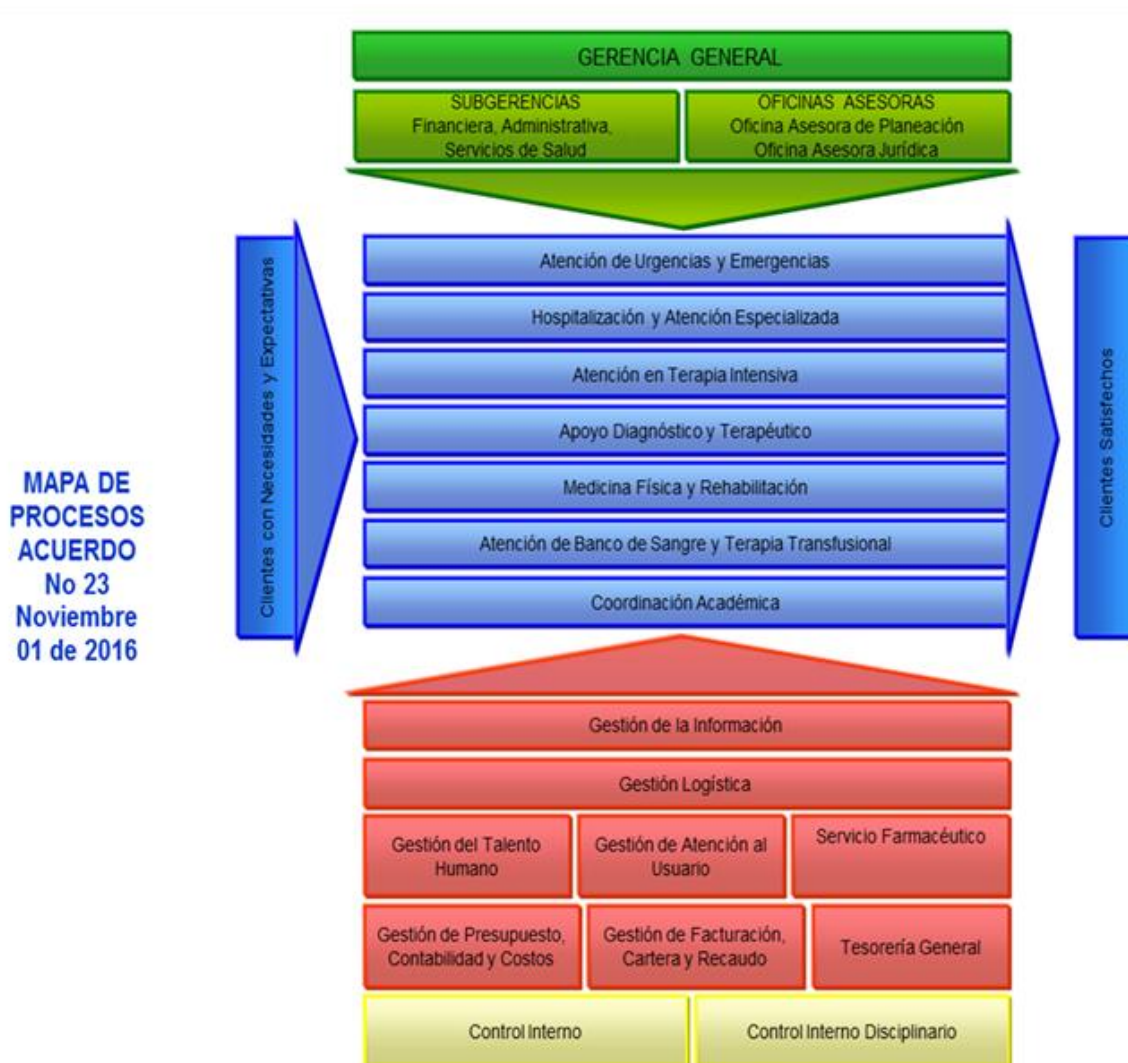 GERENCIA GENERAL
SUBGERENCIAS
Financiera, Administrativa,
Servicios de Salud
OFICINAS ASESORAS
Oficina Asesora de Planeación
Oficina Asesora Jurídica
Clientes con Necesidades y Expectativas
Atención de Urgencias y Emergencias
Hospitalización y Atención Especializada
Atención en Terapia Intensiva
Apoyo Diagnóstico y Terapéutico
Medicina Física y Rehabilitación
Atención de Banco de Sangre y Terapia Transfusional
Coordinación Académica
Clientes Satisfechos
MAPA DE
PROCESOS
ACUERDO
No 23
Noviembre
01 de 2016
Gestión de la Información
Gestión Logística
Gestión del Talento
Humano
Gestión de Atención al
Usuario
Servicio Farmacéutico
Gestión de Presupuesto,
Contabilidad y Costos
Gestión de Facturación,
Cartera y Recaudo
Tesorería General
Control Interno
Control Interno Disciplinario